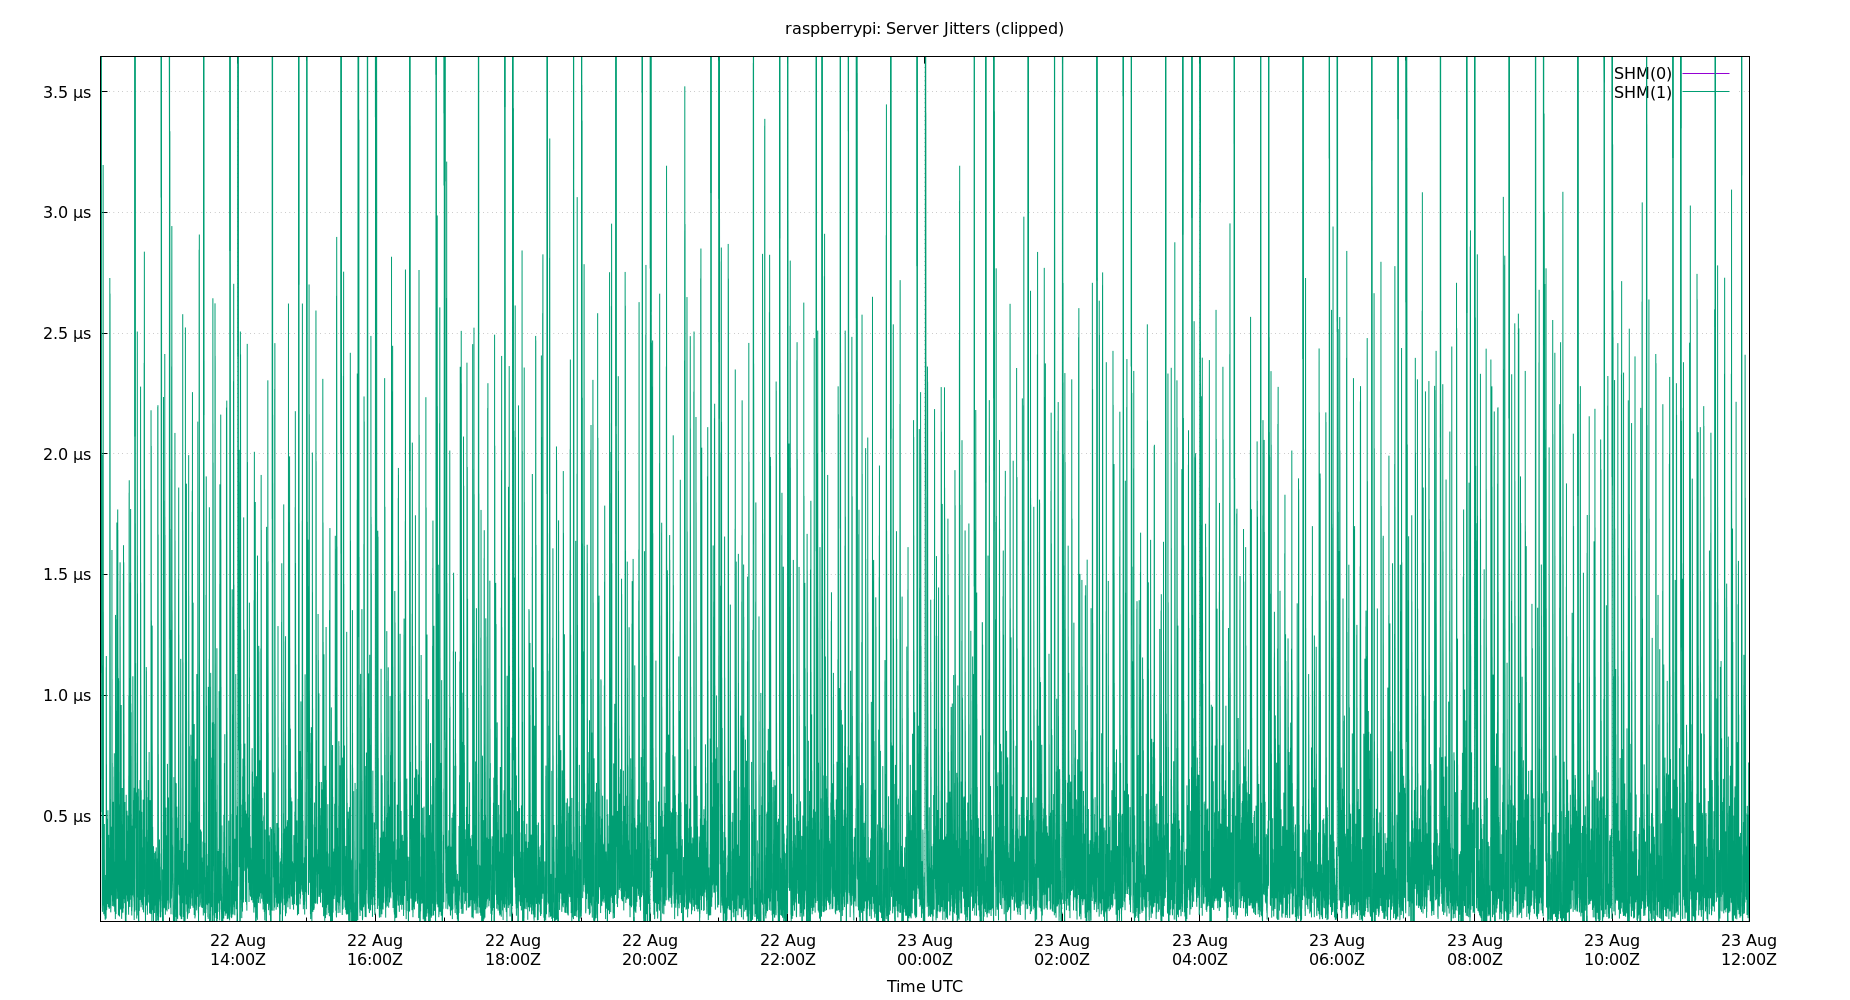 raspberrypi: Server Jitters (clipped)
SHM(0)
SHM(1)
3.5 µs
3.0 µs
2.5 µs
2.0 µs
1.5 µs
1.0 µs
0.5 µs
22 Aug 22 Aug 22 Aug 22 Aug 22 Aug 23 Aug 23 Aug 23 Aug 23 Aug 23 Aug 23 Aug 23 Aug
14:00Z 16:00Z 18:00Z 20:00Z 22:00Z 00:00Z 02:00Z 04:00Z 06:00Z 08:00Z 10:00Z 12:00Z
Time UTC